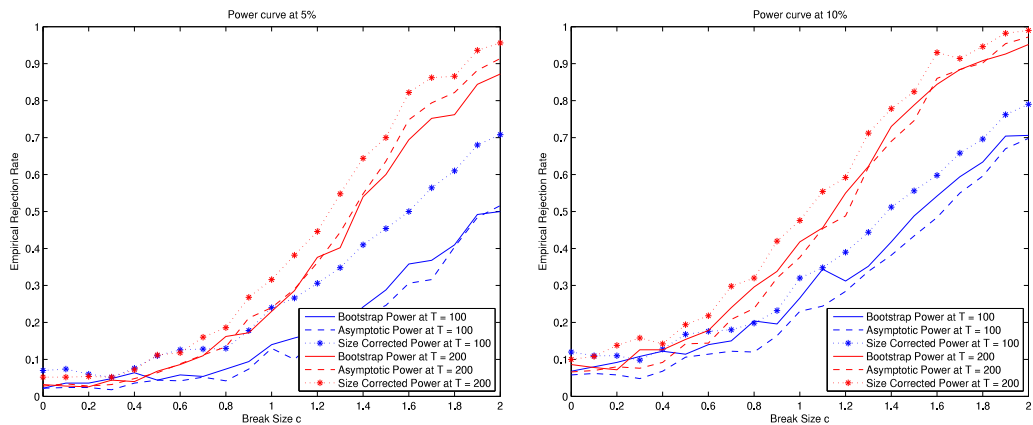 Power curve at 5%
Empirical Rejection Rate
1
0.9
0.8
0.7
0.6
0.5
0.4
0.3
0.2
0.1
0
0 0.2 0.4 0.6 0.8 1 1.2 1.4 1.6 1.8 2
Break Size c
Bootstrap Power at T = 100
Asymptotic Power at T = 100
Size Corrected Power at T = 100
Bootstrap Power at T = 200
Asymptotic Power at T = 200
Size Corrected Power at T = 200
Power curve at 10%
Empirical Rejection Rate
1
0.9
0.8
0.7
0.6
0.5
0.4
0.3
0.2
0.1
0
0 0.2 0.4 0.6 0.8 1 1.2 1.4 1.6 1.8 2
Break Size c
Bootstrap Power at T = 100
Asymptotic Power at T = 100
Size Corrected Power at T = 100
Bootstrap Power at T = 200
Asymptotic Power at T = 200
Size Corrected Power at T = 200